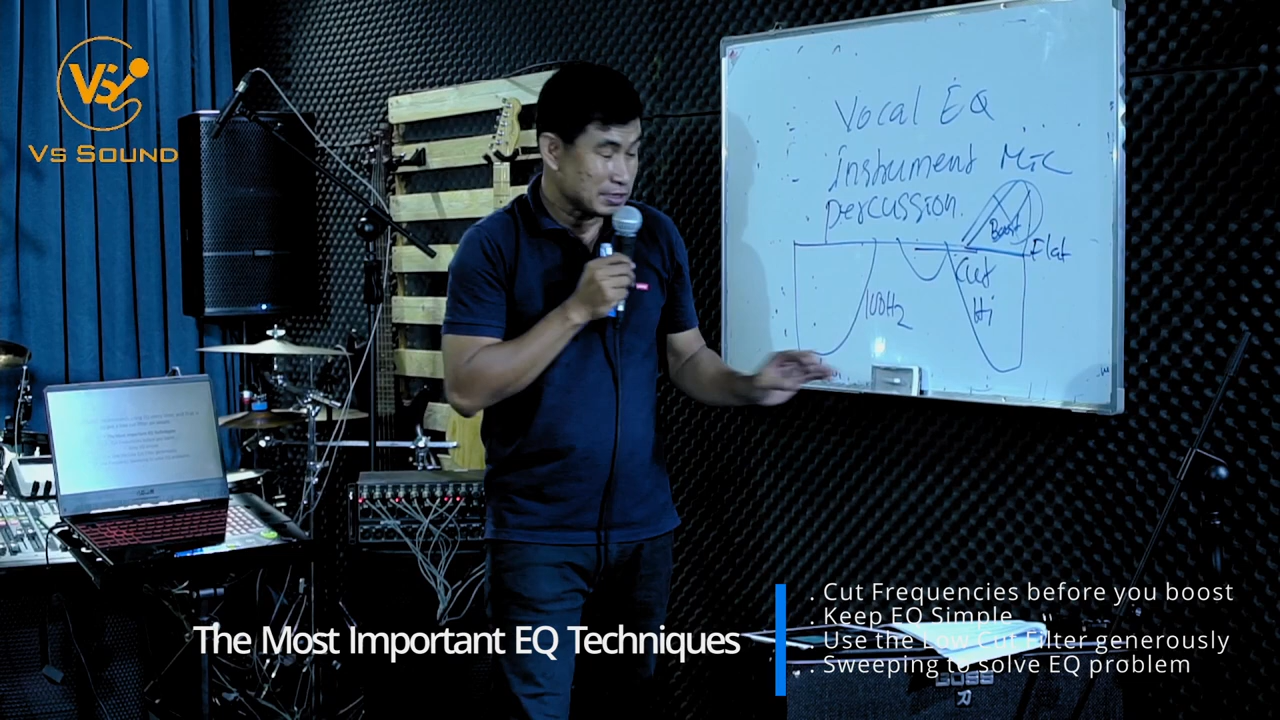 VS
VS SOUND
Vocal EQ
instrument Mic
percussion.
Boost
Flat
Cut
100Hz
Hi
The Most Important EQ Techniques
. Cut Frequencies before you boost
. Keep EQ Simple
. Use the Low Cut Filter generously
. Sweeping to solve EQ problem